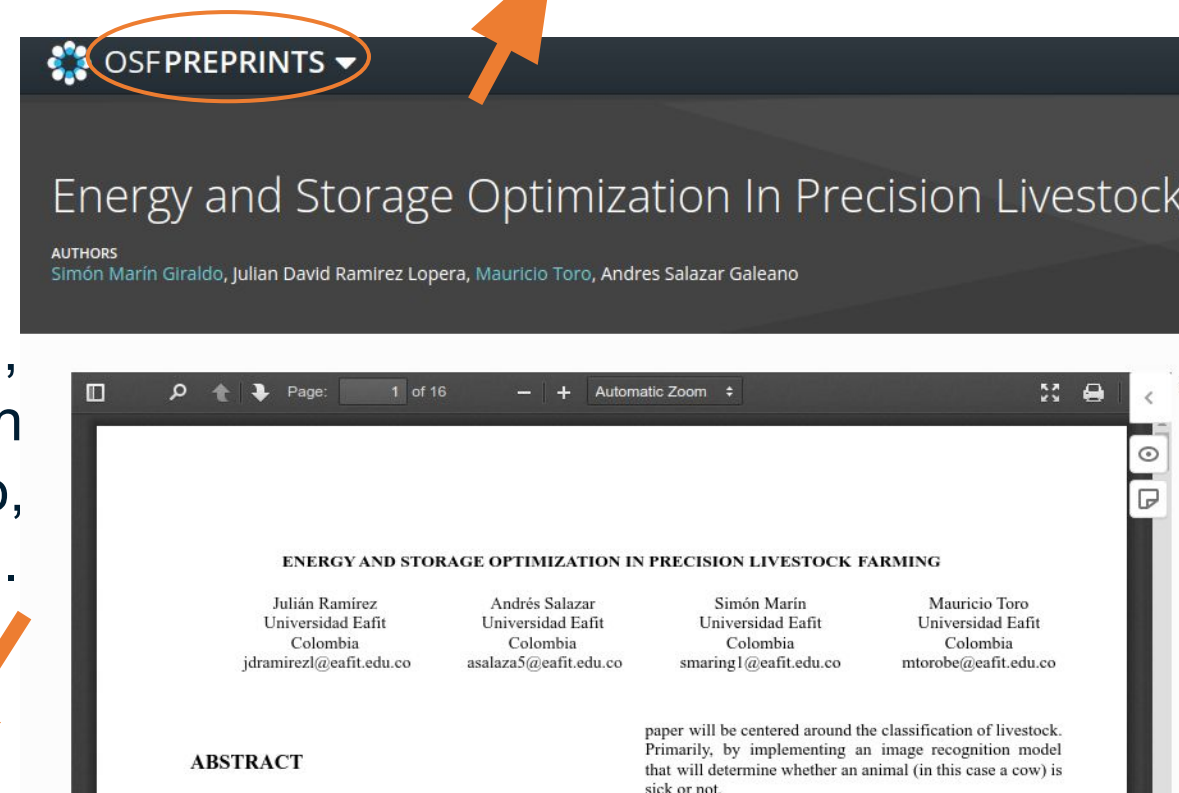 OSFPREPRINTS
Energy and Storage Optimization In Precision Livestock
AUTHORS
Simón Marín Giraldo, Julian David Ramirez Lopera, Mauricio Toro, Andres Salazar Galeano
,
n
o,
.
Page: 1 of 16 Automatic Zoom
ENERGY AND STORAGE OPTIMIZATION IN PRECISION LIVESTOCK FARMING
Julián Ramírez
Universidad Eafit
Colombia
jdramirezl@eafit.edu.co
Andrés Salazar
Universidad Eafit
Colombia
asalaza5@eafit.edu.co
Simón Marín
Universidad Eafit
Colombia
smaring1@eafit.edu.co
Mauricio Toro
Universidad Eafit
Colombia
mtorobe@eafit.edu.co
ABSTRACT
paper will be centered around the classification of livestock.
Primarily, by implementing an image recognition model
that will determine whether an animal (in this case a cow) is
sick or not.